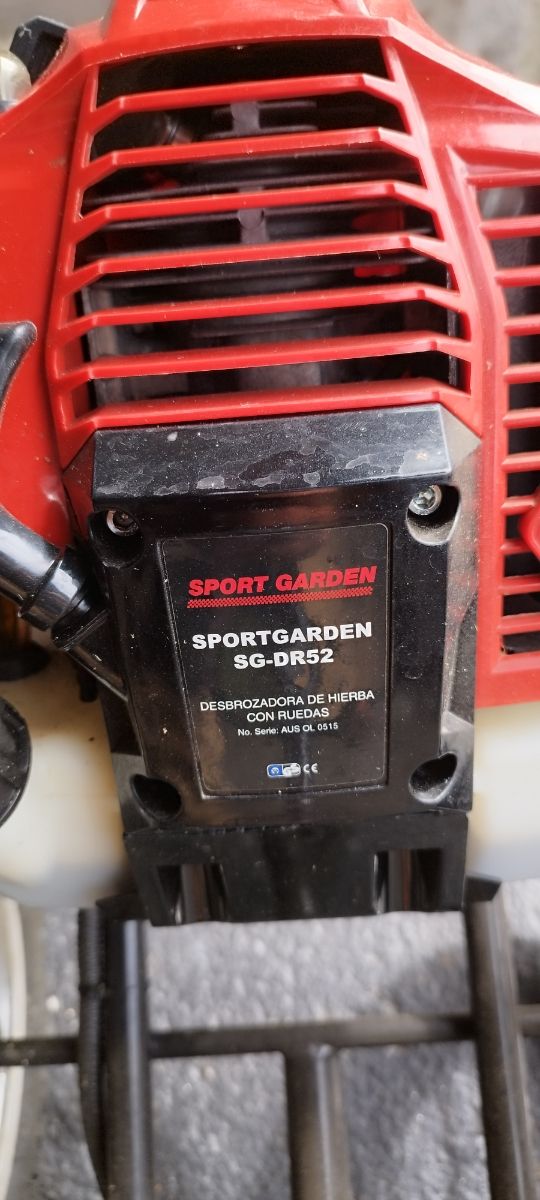 SPORT GARDEN
SPORTGARDEN
SG-DR52
DESBROZADORA DE HIERBA
CON RUEDAS
No. Serie: AUS OL 0515
CE